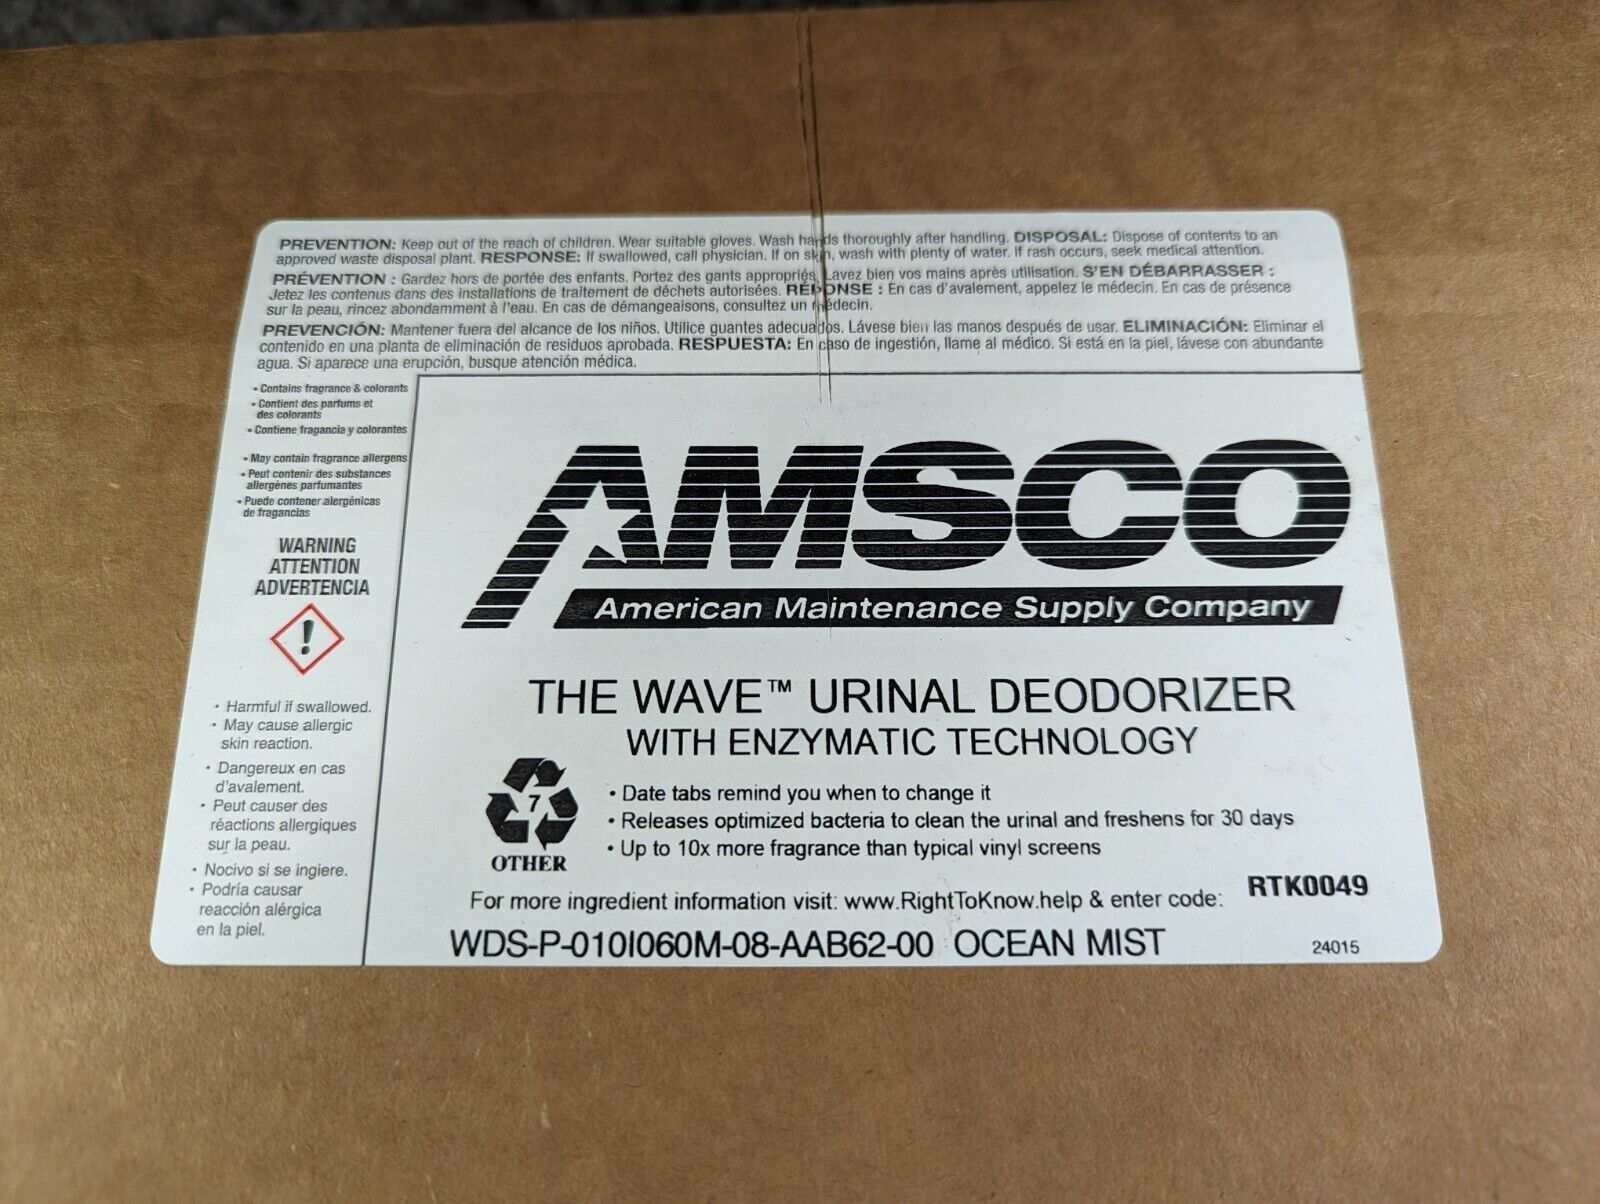 PREVENTION: Keep out of the reach of children. Wear suitable gloves. Wash hands thoroughly after handling. DISPOSAL: Dispose of contents to an
approved waste disposal plant. RESPONSE: If swallowed, call physician. If on skin, wash with plenty of water. If rash occurs, seek medical attention.
PRÉVENTION : Gardez hors de portée des enfants. Portez des gants appropriés. Lavez bien vos mains après utilisation. S'EN DÉBARRASSER :
Jetez les contenus dans des installations de traitement de déchets autorisées. RÉPONSE : En cas d'avalement, appelez le médecin. En cas de présence
sur la peau, rincez abondamment à l'eau. En cas de démangeaisons, consultez un médecin.
PREVENCIÓN: Mantener fuera del alcance de los niños. Utilice guantes adecuados. Lávese bien las manos después de usar. ELIMINACIÓN: Eliminar el
contenido en una planta de eliminación de residuos aprobada. RESPUESTA: En caso de ingestión, llame al médico. Si está en la piel, lávese con abundante
agua. Si aparece una erupción, busque atención médica.
• Contains fragrance & colorants
• Contient des parfums et
des colorants
• Contiene fragancia y colorantes
• May contain fragrance allergens
• Peut contenir des substances
allergènes parfumantes
• Puede contener alergénicas
de fragancias
WARNING
ATTENTION
ADVERTENCIA
!
• Harmful if swallowed.
• May cause allergic
skin reaction.
• Dangereux en cas
d'avalement.
• Peut causer des
réactions allergiques
sur la peau.
• Nocivo si se ingiere.
• Podría causar
reacción alérgica
en la piel.
AMSCO
American Maintenance Supply Company
THE WAVE™ URINAL DEODORIZER
WITH ENZYMATIC TECHNOLOGY
7
OTHER
• Date tabs remind you when to change it
• Releases optimized bacteria to clean the urinal and freshens for 30 days
• Up to 10x more fragrance than typical vinyl screens
For more ingredient information visit: www.RightToKnow.help & enter code: RTK0049
WDS-P-010I060M-08-AAB62-00 OCEAN MIST
24015